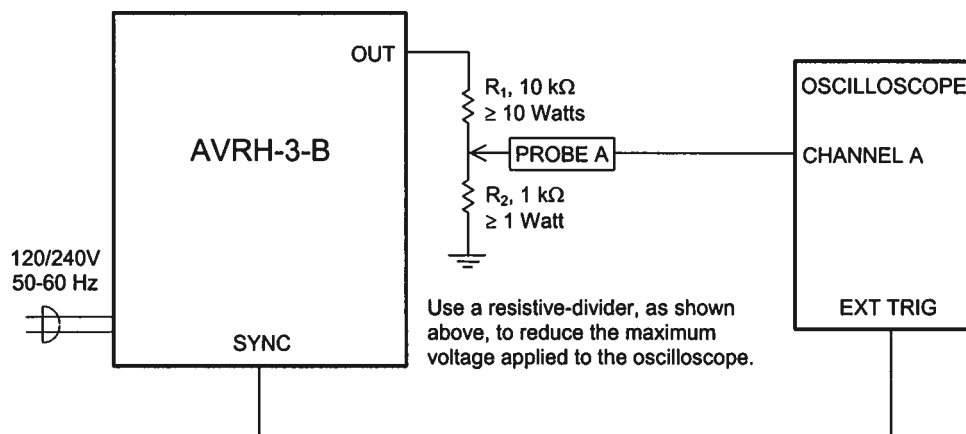 OUT
R₁, 10 kΩ
≥ 10 Watts
OSCILLOSCOPE
AVRH-3-B
PROBE A
CHANNEL A
R₂, 1 kΩ
≥ 1 Watt
120/240V
50-60 Hz
Use a resistive-divider, as shown
above, to reduce the maximum
voltage applied to the oscilloscope.
EXT TRIG
SYNC